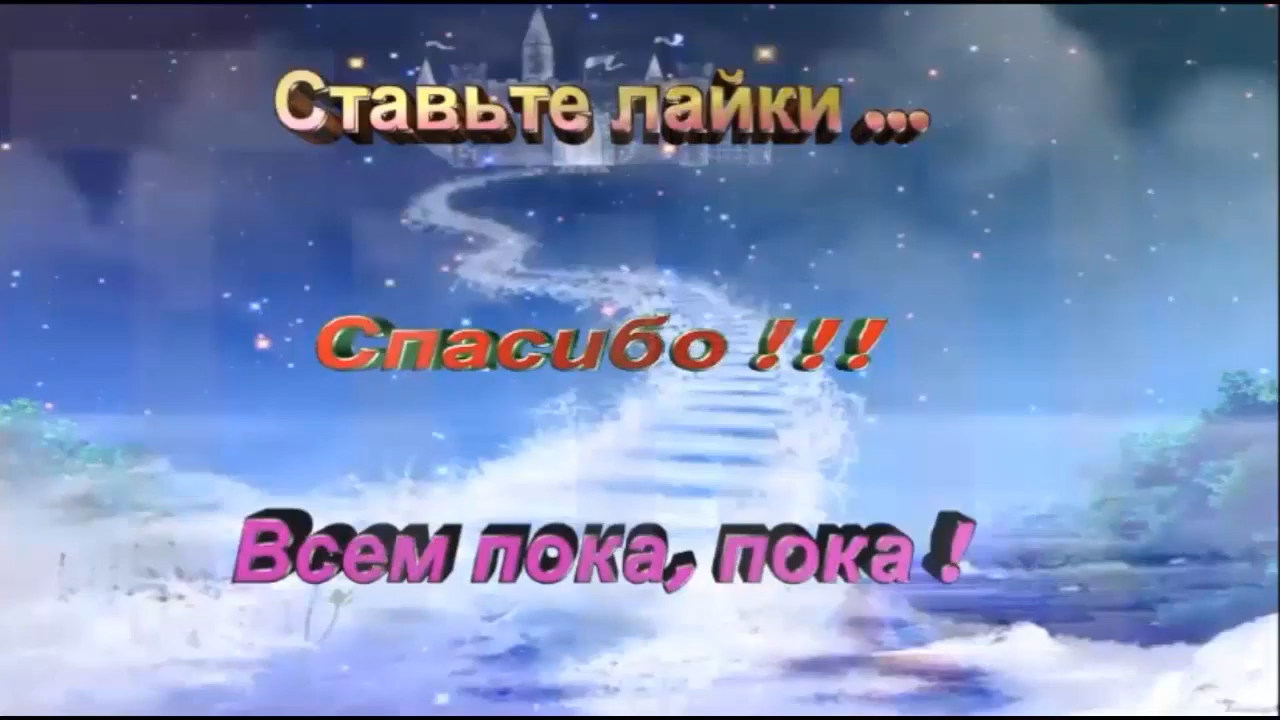 Ставьте лайки ...
Спасибо !!!
Всем пока, пока !